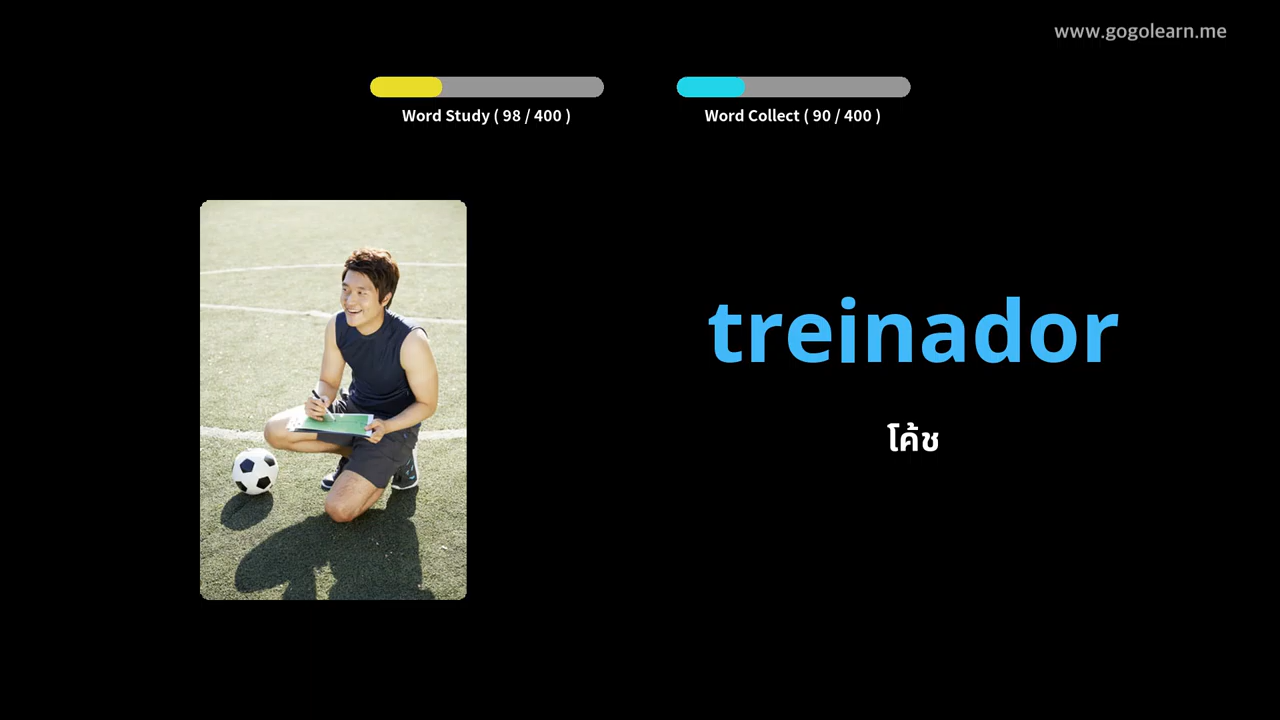 www.gogolearn.me
Word Study ( 98 / 400 )
Word Collect ( 90 / 400 )
treinador
โค้ช